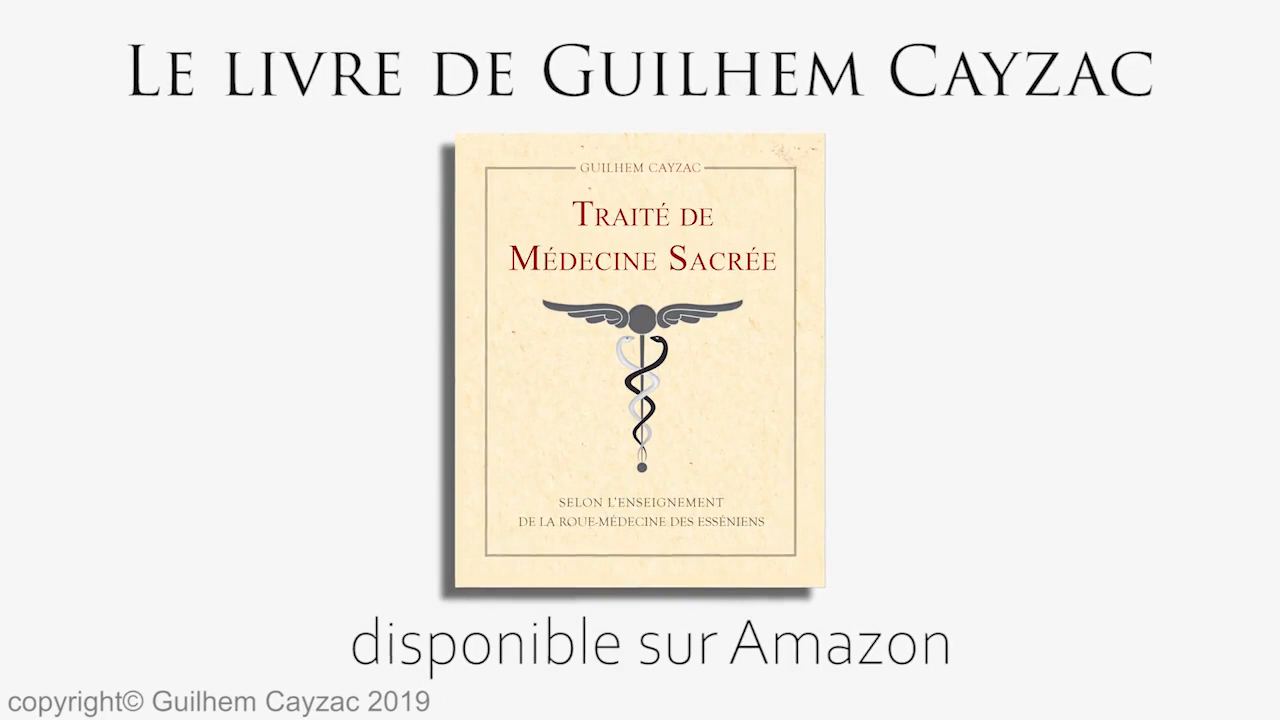 LE LIVRE DE GUILHEM CAYZAC
GUILHEM CAYZAC
TRAITÉ DE
MÉDECINE SACRÉE
SELON L'ENSEIGNEMENT
DE LA ROUE-MÉDECINE DES ESSÉNIENS
disponible sur Amazon
copyright© Guilhem Cayzac 2019